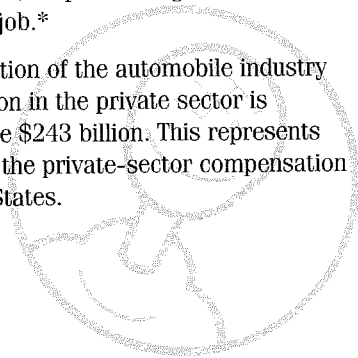 job.*
tion of the automobile industry
on in the private sector is
e $243 billion. This represents
the private-sector compensation
States.